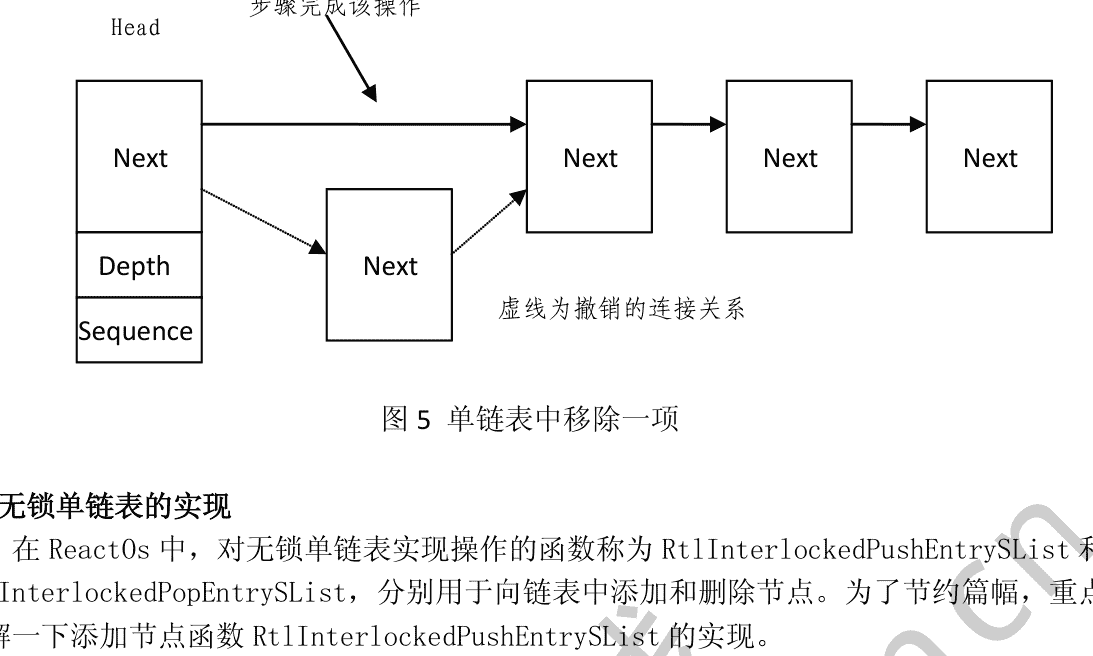 步骤完成该操作
Head
Next
Next
Next
Next
Depth
Next
Sequence
虚线为撤销的连接关系
图 5 单链表中移除一项
无锁单链表的实现
在 ReactOs 中，对无锁单链表实现操作的函数称为 RtlInterlockedPushEntrySList 和
InterlockedPopEntrySList，分别用于向链表中添加和删除节点。为了节约篇幅，重点
解一下添加节点函数 RtlInterlockedPushEntrySList 的实现。